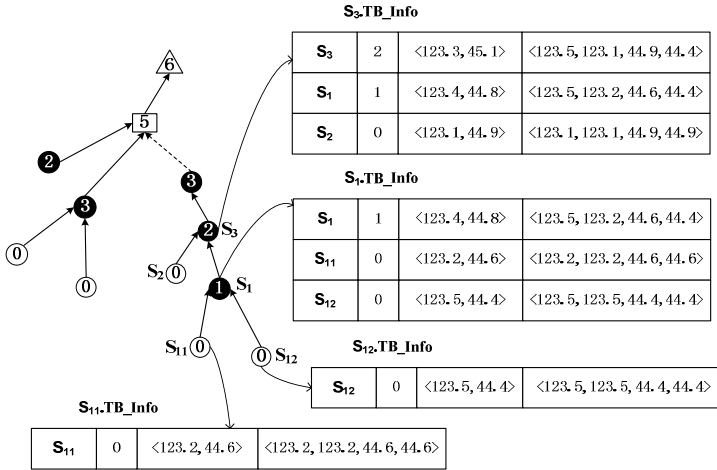 S3.TB_Info
S3 2 <123.3,45.1> <123.5,123.1,44.9,44.4>
S1 1 <123.4,44.8> <123.5,123.2,44.6,44.4>
S2 0 <123.1,44.9> <123.1,123.1,44.9,44.9>
6
5
2
3
3
0
0
2 S3
S2 0
1 S1
S11 0
0 S12
S1.TB_Info
S1 1 <123.4,44.8> <123.5,123.2,44.6,44.4>
S11 0 <123.2,44.6> <123.2,123.2,44.6,44.6>
S12 0 <123.5,44.4> <123.5,123.5,44.4,44.4>
S12.TB_Info
S12 0 <123.5,44.4> <123.5,123.5,44.4,44.4>
S11.TB_Info
S11 0 <123.2,44.6> <123.2,123.2,44.6,44.6>